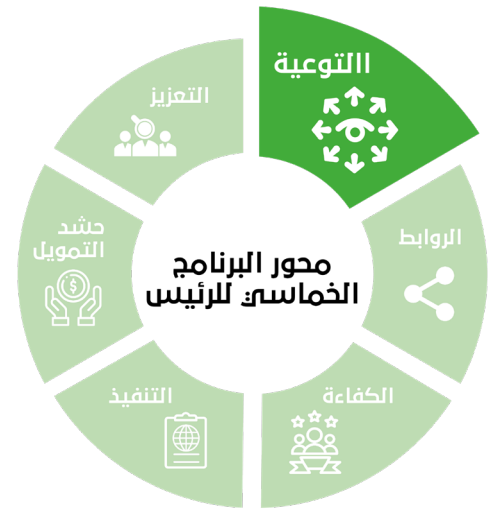 االتوعية
الروابط
الكفاءة
التنفيذ
حشد
التمويل
التعزيز
محور البرنامج
الخماسي للرئيس